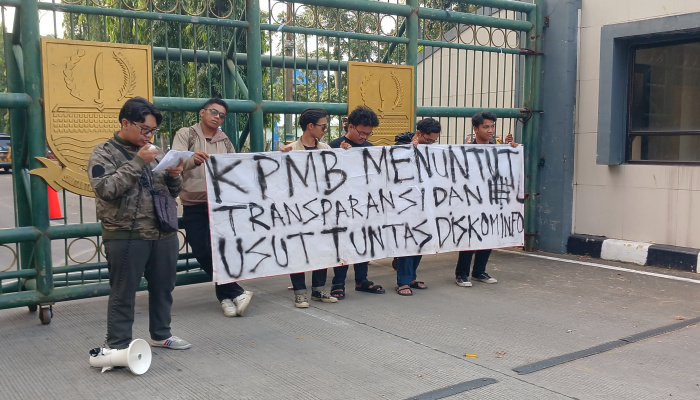 KPMB MENUNTUT
TRANSPARANSI DAN
USUT TUNTAS DISKOMINFO